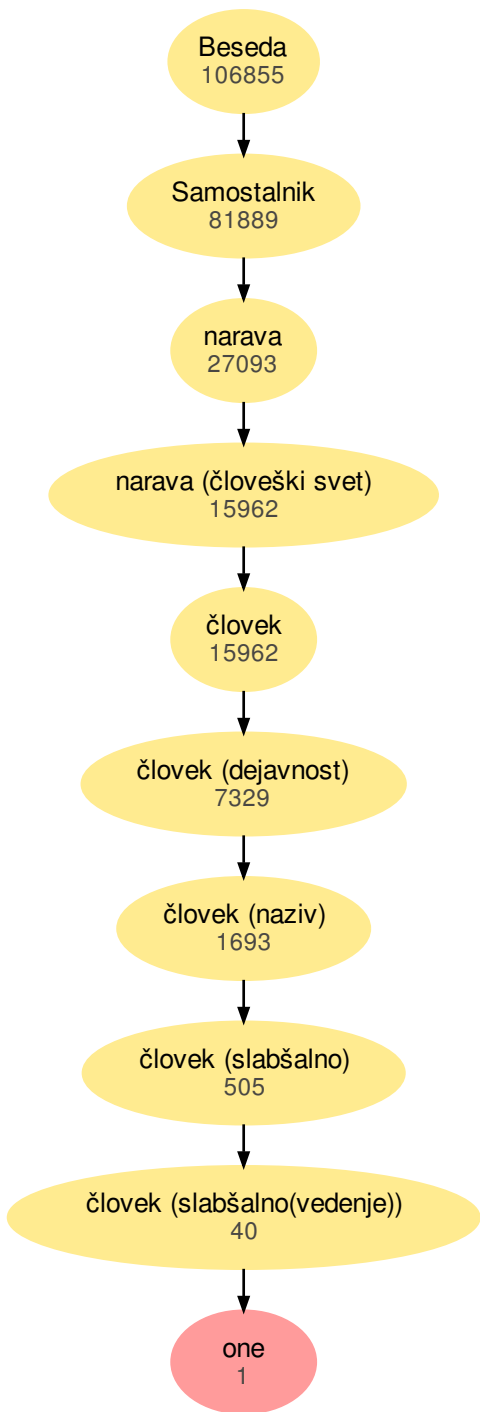 Beseda
106855
Samostalnik
81889
narava
27093
narava (človeški svet)
15962
človek
15962
človek (dejavnost)
7329
človek (naziv)
1693
človek (slabšalno)
505
človek (slabšalno(vedenje))
40
one
1